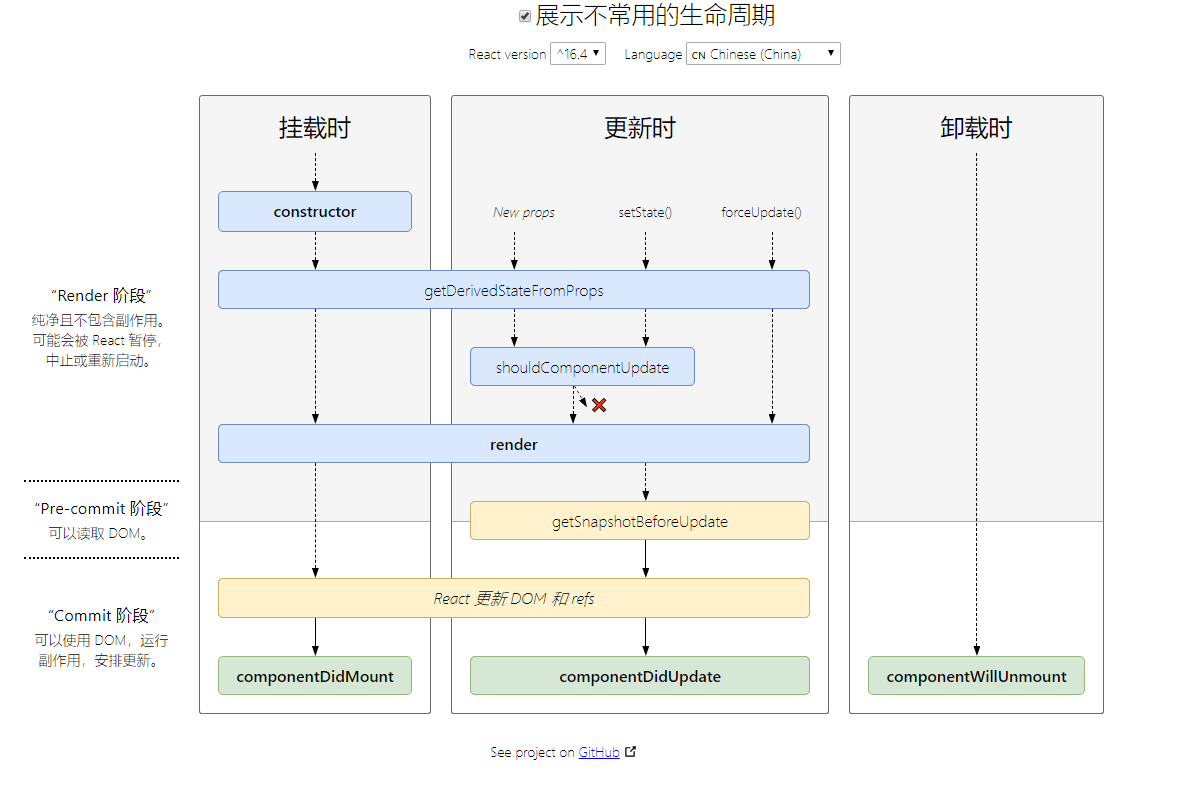 展示不常用的生命周期
React version ^16.4 Language CN Chinese (China)
挂载时
更新时
卸载时
constructor
New props
setState()
forceUpdate()
getDerivedStateFromProps
“Render 阶段”
纯净且不包含副作用。
可能会被 React 暂停，
中止或重新启动。
shouldComponentUpdate
render
“Pre-commit 阶段”
可以读取 DOM。
getSnapshotBeforeUpdate
React 更新 DOM 和 refs
“Commit 阶段”
可以使用 DOM，运行
副作用，安排更新。
componentDidMount
componentDidUpdate
componentWillUnmount
See project on GitHub